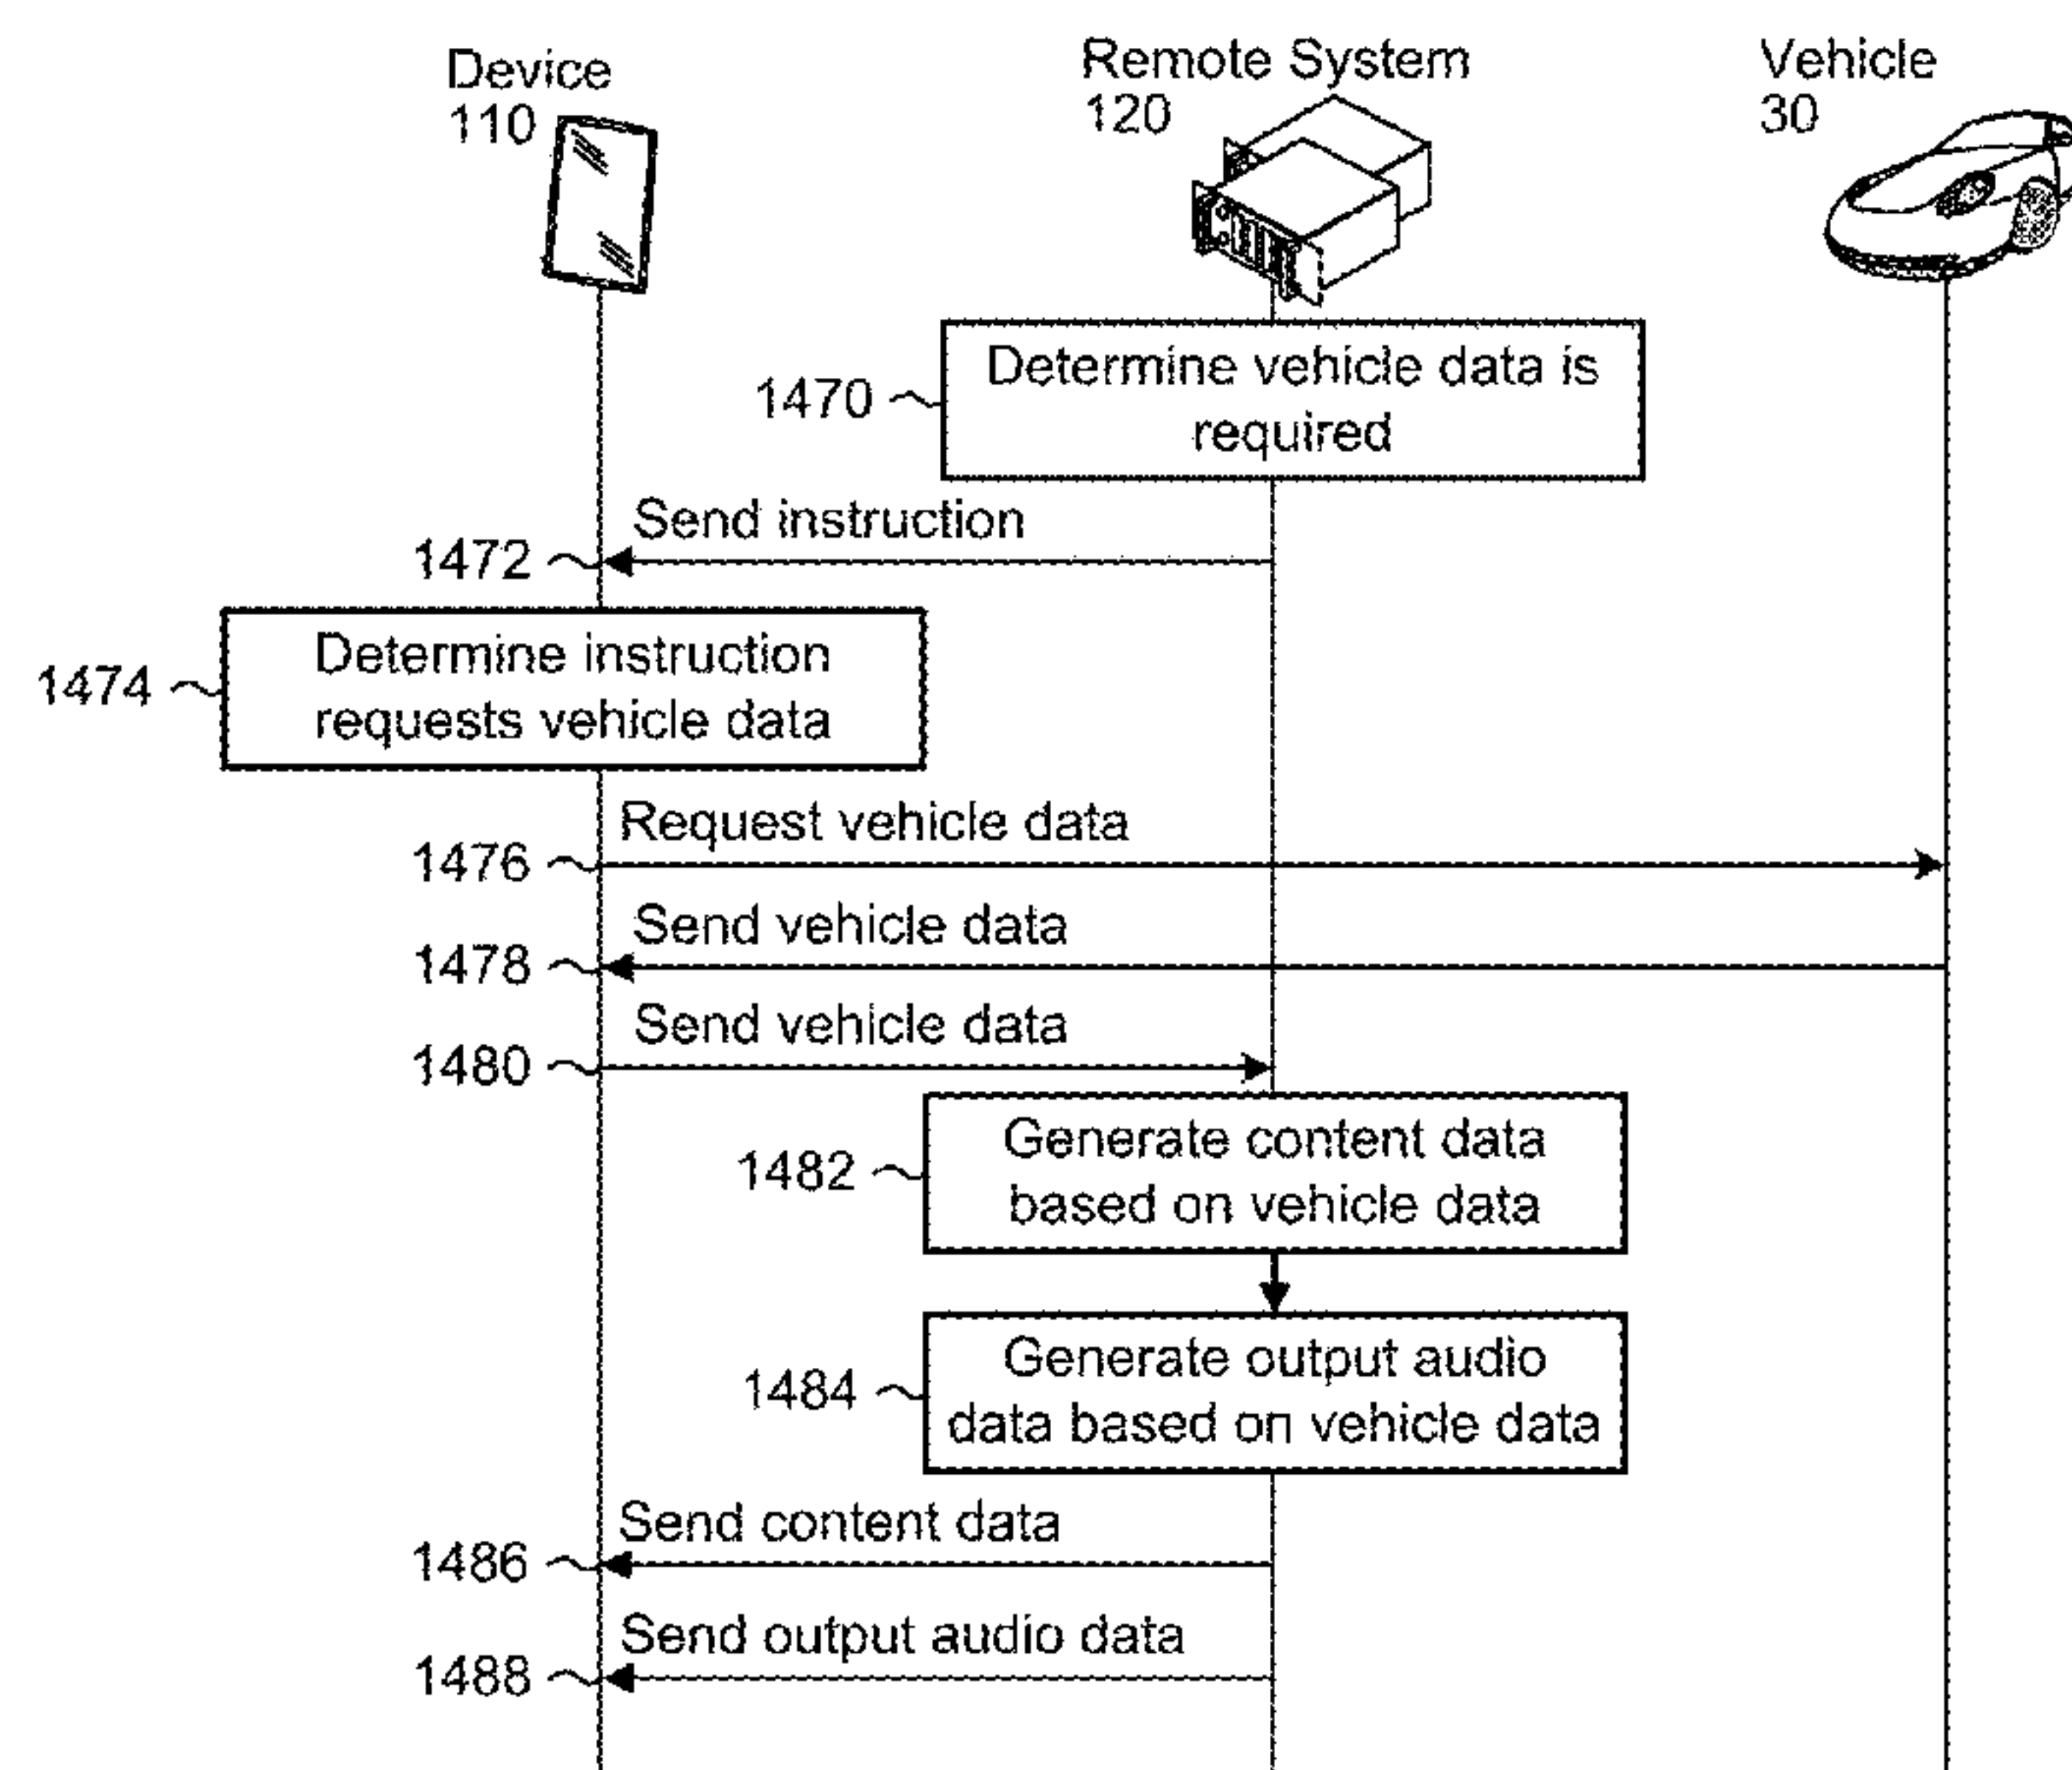 Device
110
Remote System
120
Vehicle
30
1470
Determine vehicle data is
required
Send instruction
1472
1474
Determine instruction
requests vehicle data
Request vehicle data
1476
Send vehicle data
1478
Send vehicle data
1480
1482
Generate content data
based on vehicle data
1484
Generate output audio
data based on vehicle data
Send content data
1486
Send output audio data
1488